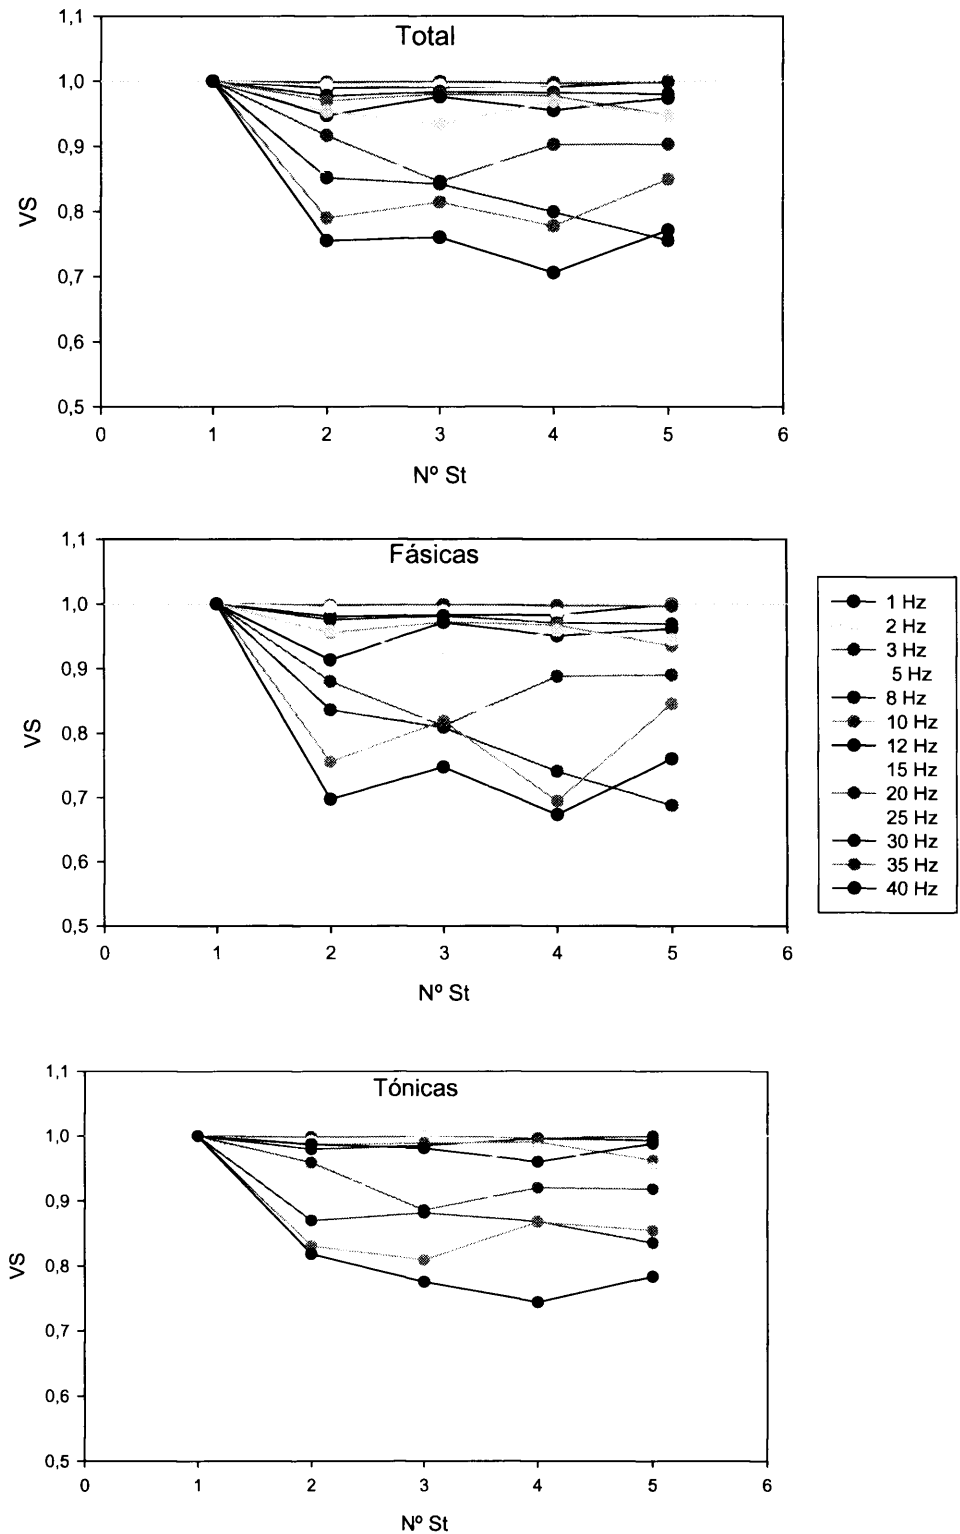 Total
1,1
1,0
0,9
0,8
0,7
0,6
0,5
VS
0 1 2 3 4 5 6
Nº St
Fásicas
1,1
1,0
0,9
0,8
0,7
0,6
0,5
VS
0 1 2 3 4 5 6
Nº St
1 Hz
2 Hz
3 Hz
5 Hz
8 Hz
10 Hz
12 Hz
15 Hz
20 Hz
25 Hz
30 Hz
35 Hz
40 Hz
Tónicas
1,1
1,0
0,9
0,8
0,7
0,6
0,5
VS
0 1 2 3 4 5 6
Nº St